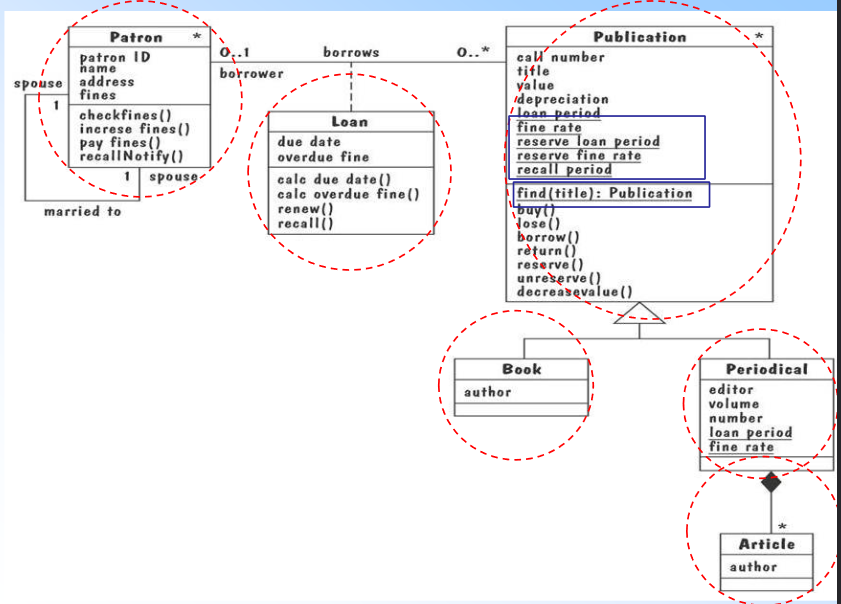 Patron *
patron ID
name
address
fines
checkfines()
increse fines()
pay fines()
recallNotify()
spouse
1
1 spouse
married to
0..1 borrows 0..*
borrower
Loan
due date
overdue fine
calc due date()
calc overdue fine()
renew()
recall()
Publication *
call number
title
value
depreciation
loan period
fine rate
reserve loan period
reserve fine rate
recall period
find(title): Publication
buy()
lose()
borrow()
return()
reserve()
unreserve()
decreasevalue()
Book
author
Periodical
editor
volume
number
loan period
fine rate
*
Article
author